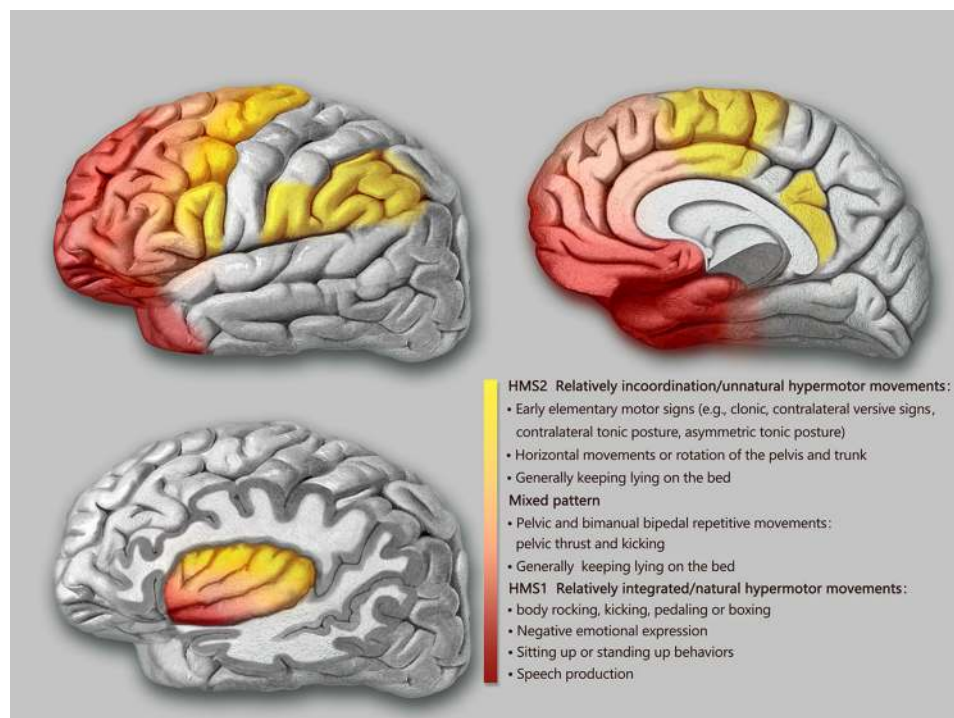 HMS2 Relatively incoordination/unnatural hypermotor movements:
• Early elementary motor signs (e.g., clonic, contralateral versive signs,
contralateral tonic posture, asymmetric tonic posture)
• Horizontal movements or rotation of the pelvis and trunk
• Generally keeping lying on the bed
Mixed pattern
• Pelvic and bimanual bipedal repetitive movements:
pelvic thrust and kicking
• Generally keeping lying on the bed
HMS1 Relatively integrated/natural hypermotor movements:
• body rocking, kicking, pedaling or boxing
• Negative emotional expression
• Sitting up or standing up behaviors
• Speech production